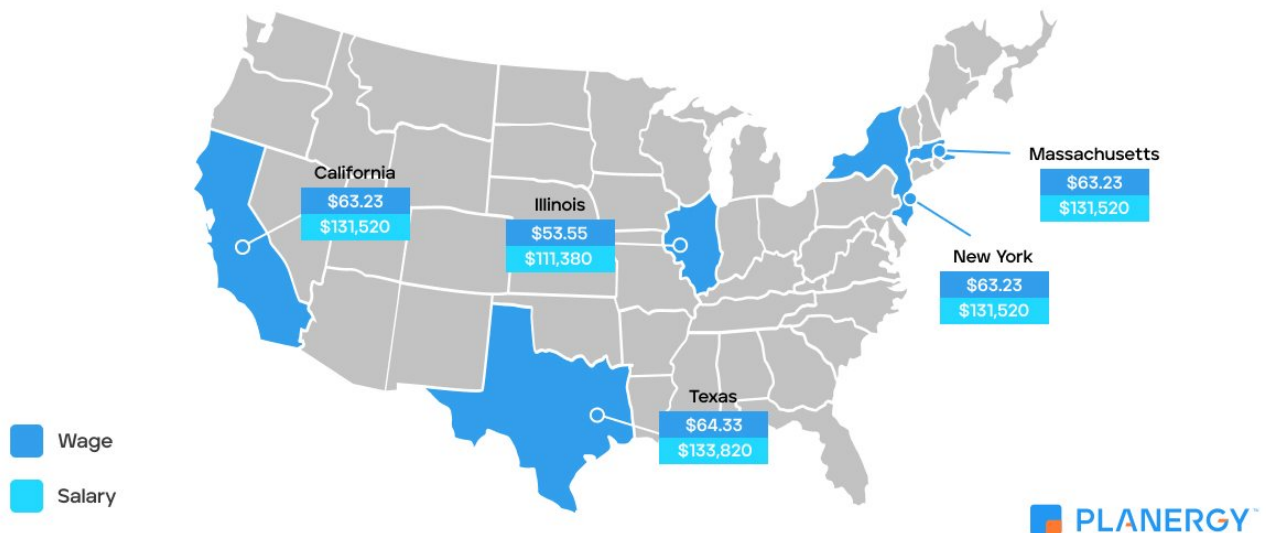 California
$63.23
$131,520
Illinois
$53.55
$111,380
Massachusetts
$63.23
$131,520
New York
$63.23
$131,520
Texas
$64.33
$133,820
Wage
Salary
PLANERGY™